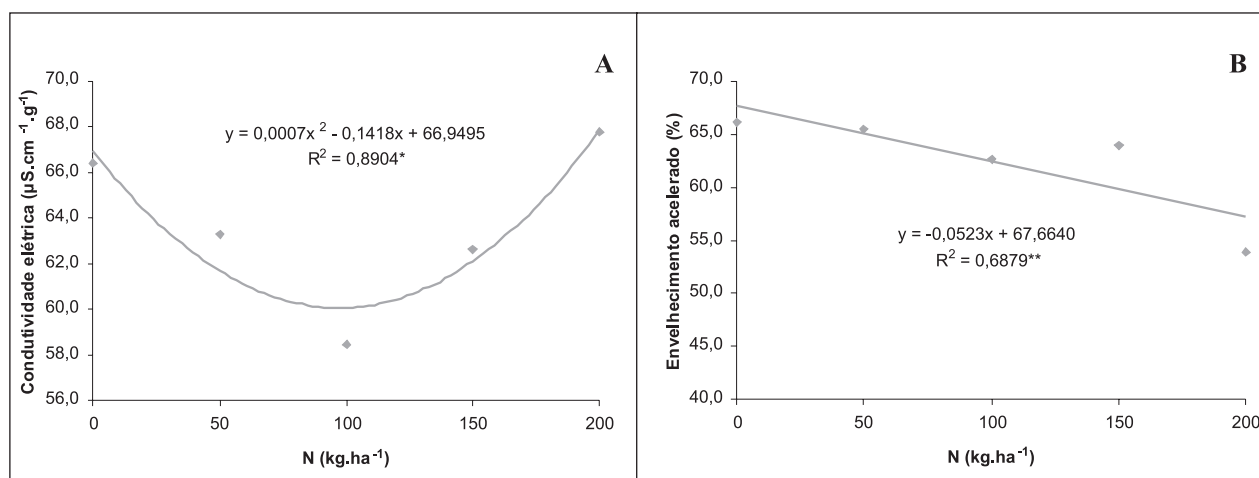 A
70,0
68,0
66,0
64,0
62,0
60,0
58,0
56,0
Condutividade elétrica (µS.cm⁻¹.g⁻¹)
y = 0,0007x² - 0,1418x + 66,9495
R² = 0,8904*
0 50 100 150 200
N (kg.ha⁻¹)
B
70,0
65,0
60,0
55,0
50,0
45,0
40,0
Envelhecimento acelerado (%)
y = -0,0523x + 67,6640
R² = 0,6879**
0 50 100 150 200
N (kg.ha⁻¹)